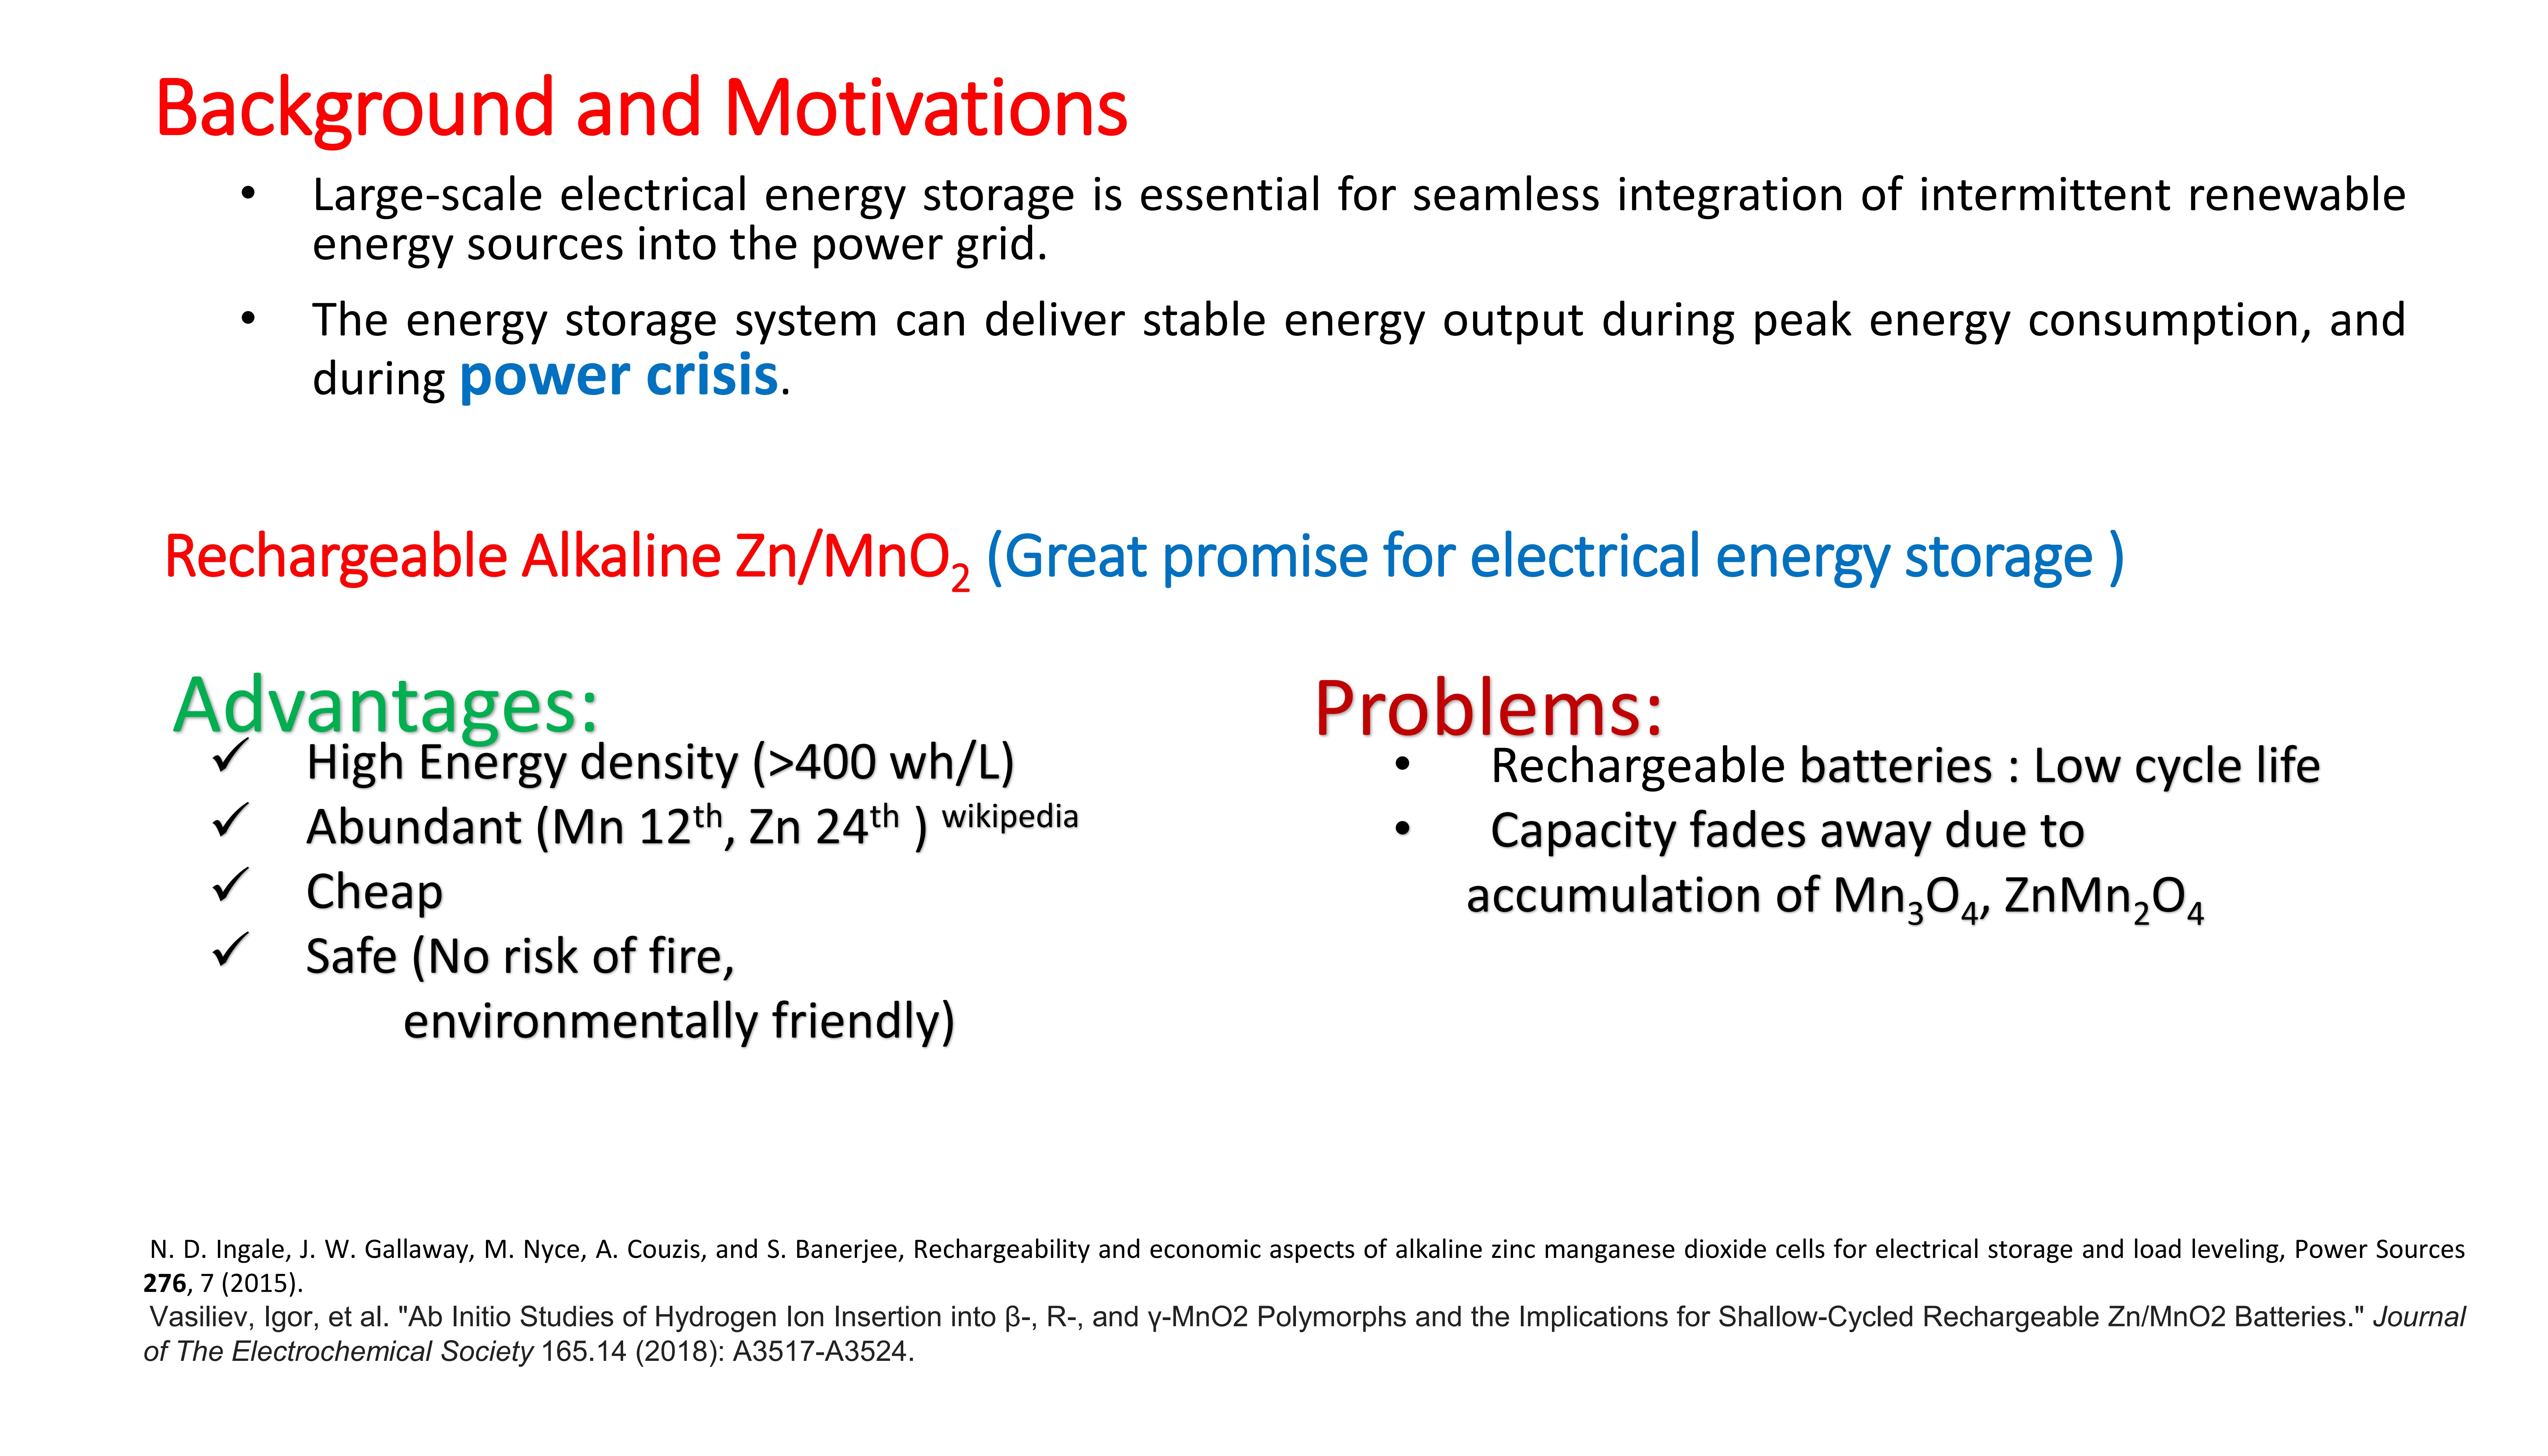 Background and Motivations
• Large-scale electrical energy storage is essential for seamless integration of intermittent renewable
energy sources into the power grid.
• The energy storage system can deliver stable energy output during peak energy consumption, and
during power crisis.
Rechargeable Alkaline Zn/MnO₂ (Great promise for electrical energy storage )
Advantages:
✓ High Energy density (>400 wh/L)
✓ Abundant (Mn 12th, Zn 24th ) wikipedia
✓ Cheap
✓ Safe (No risk of fire,
environmentally friendly)
Problems:
• Rechargeable batteries : Low cycle life
• Capacity fades away due to
accumulation of Mn₃O₄, ZnMn₂O₄
N. D. Ingale, J. W. Gallaway, M. Nyce, A. Couzis, and S. Banerjee, Rechargeability and economic aspects of alkaline zinc manganese dioxide cells for electrical storage and load leveling, Power Sources
276, 7 (2015).
Vasiliev, Igor, et al. "Ab Initio Studies of Hydrogen Ion Insertion into β-, R-, and γ-MnO2 Polymorphs and the Implications for Shallow-Cycled Rechargeable Zn/MnO2 Batteries." Journal
of The Electrochemical Society 165.14 (2018): A3517-A3524.